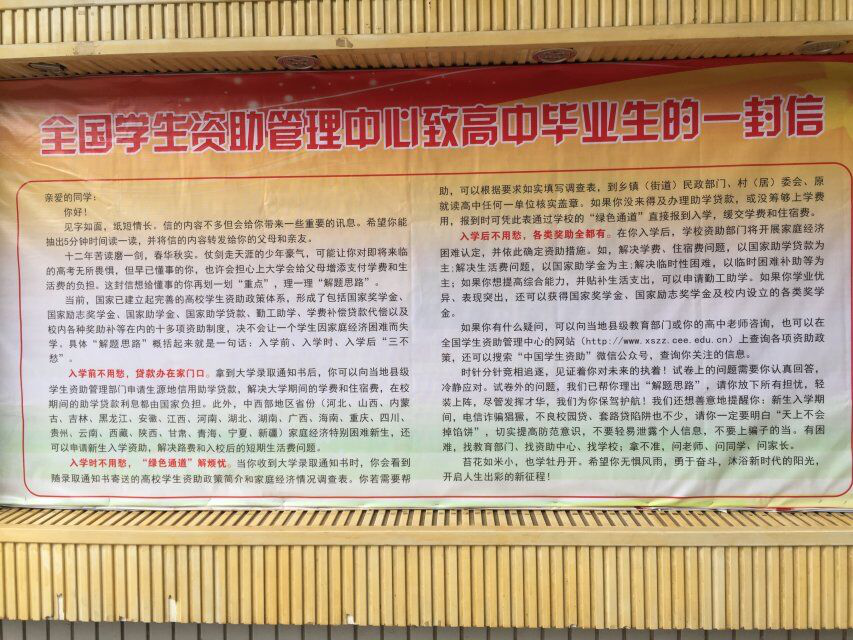 全国学生资助管理中心致高中毕业生的一封信
亲爱的同学：
你好！
见字如面，纸短情长。信的内容不多但会给你带来一些重要的讯息。希望你能
抽出5分钟时间读一读，并将信的内容转发给你的父母和亲友。
十二年苦读磨一剑，春华秋实。仗剑走天涯的少年豪气，可能让你对即将来临
的高考无所畏惧，但早已懂事的你，也许会担心上大学会给父母增添支付学费和生
活费的负担。这封信想给懂事的你再划一划“重点”，理一理“解题思路”。
当前，国家已建立起完善的高校学生资助政策体系，形成了包括国家奖学金、
国家励志奖学金、国家助学金、国家助学贷款、勤工助学、学费补偿贷款代偿以及
校内各种奖助补等在内的十多项资助制度，决不会让一个学生因家庭经济困难而失
学。具体“解题思路”概括起来就是一句话：入学前、入学时、入学后“三不
愁”。
入学前不用愁，贷款办在家门口。拿到大学录取通知书后，你可以向当地县级
学生资助管理部门申请生源地信用助学贷款，解决大学期间的学费和住宿费，在校
期间的助学贷款利息都由国家负担。此外，中西部地区省份（河北、山西、内蒙
古、吉林、黑龙江、安徽、江西、河南、湖北、湖南、广西、海南、重庆、四川、
贵州、云南、西藏、陕西、甘肃、青海、宁夏、新疆）家庭经济特别困难新生，还
可以申请新生入学资助，解决路费和入校后的短期生活费问题。
入学时不用愁，“绿色通道”解烦忧。当你收到大学录取通知书时，你会看到
随录取通知书寄送的高校学生资助政策简介和家庭经济情况调查表。你若需要帮
助，可以根据要求如实填写调查表，到乡镇（街道）民政部门、村（居）委会、原
就读高中任何一单位核实盖章。如果你没来得及办理助学贷款，或没筹够上学费
用，报到时可凭此表通过学校的“绿色通道”直接报到入学，缓交学费和住宿费。
入学后不用愁，各类奖助全都有。在你入学后，学校资助部门将开展家庭经济
困难认定，并依此确定资助措施。如，解决学费、住宿费问题，以国家助学贷款为
主；解决生活费问题，以国家助学金为主；解决临时性困难，以临时困难补助等为
主；如果你想提高综合能力，并贴补生活支出，可以申请勤工助学。如果你学业优
异、表现突出，还可以获得国家奖学金、国家励志奖学金及校内设立的各类奖学
金。
如果你有什么疑问，可以向当地县级教育部门或你的高中老师咨询，也可以在
全国学生资助管理中心的网站（http://www.xszz.cee.edu.cn）上查询各项资助政
策，还可以搜索“中国学生资助”微信公众号，查询你关注的信息。
时针分针竞相追逐，见证着你对未来的执着！试卷上的问题需要你认真回答，
冷静应对。试卷外的问题，我们已帮你理出“解题思路”，请你放下所有担忧，轻
装上阵，尽管发挥才华，我们为你保驾护航！我们还想善意地提醒你：新生入学期
间，电信诈骗猖獗，不良校园贷、套路贷陷阱也不少，请你一定要明白“天上不会
掉馅饼”，切实提高防范意识，不要轻易泄露个人信息，不要上骗子的当。有困
难，找教育部门、找资助中心、找学校；拿不准，问老师、问同学、问家长。
苔花如米小，也学牡丹开。希望你无惧风雨，勇于奋斗，沐浴新时代的阳光，
开启人生出彩的新征程！